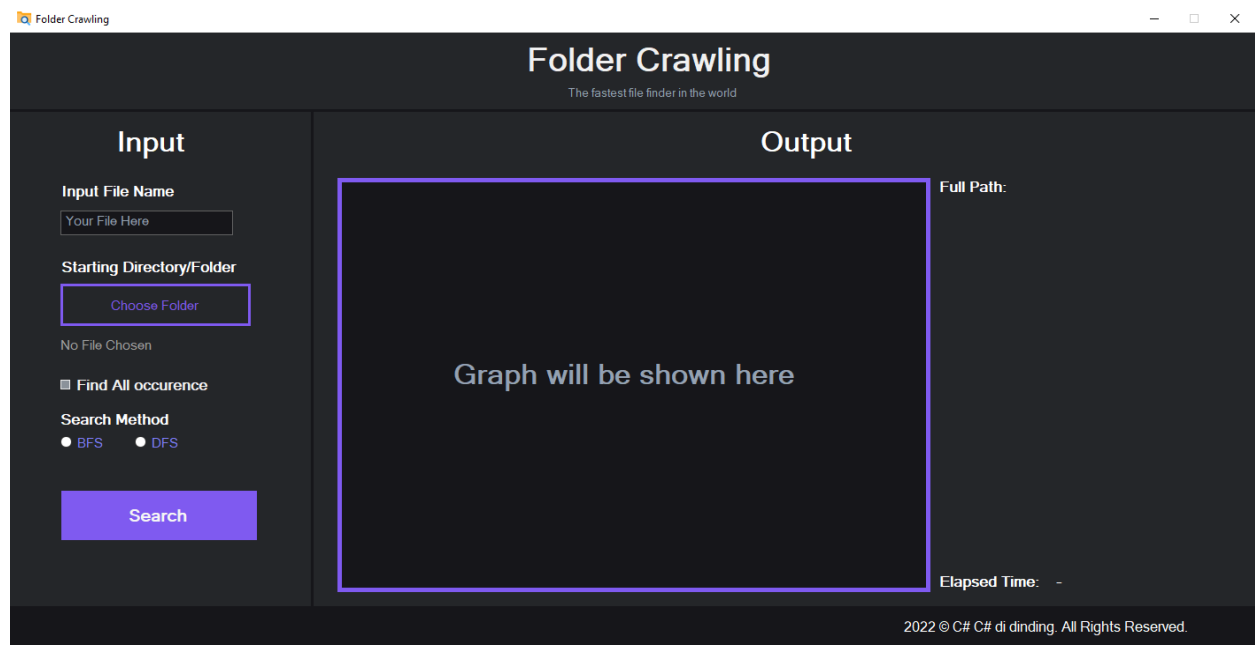 Folder Crawling
Folder Crawling
The fastest file finder in the world
Input
Input File Name
Your File Here
Starting Directory/Folder
Choose Folder
No File Chosen
Find All occurence
Search Method
BFS DFS
Search
Output
Graph will be shown here
Full Path:
Elapsed Time: -
2022 © C# C# di dinding. All Rights Reserved.